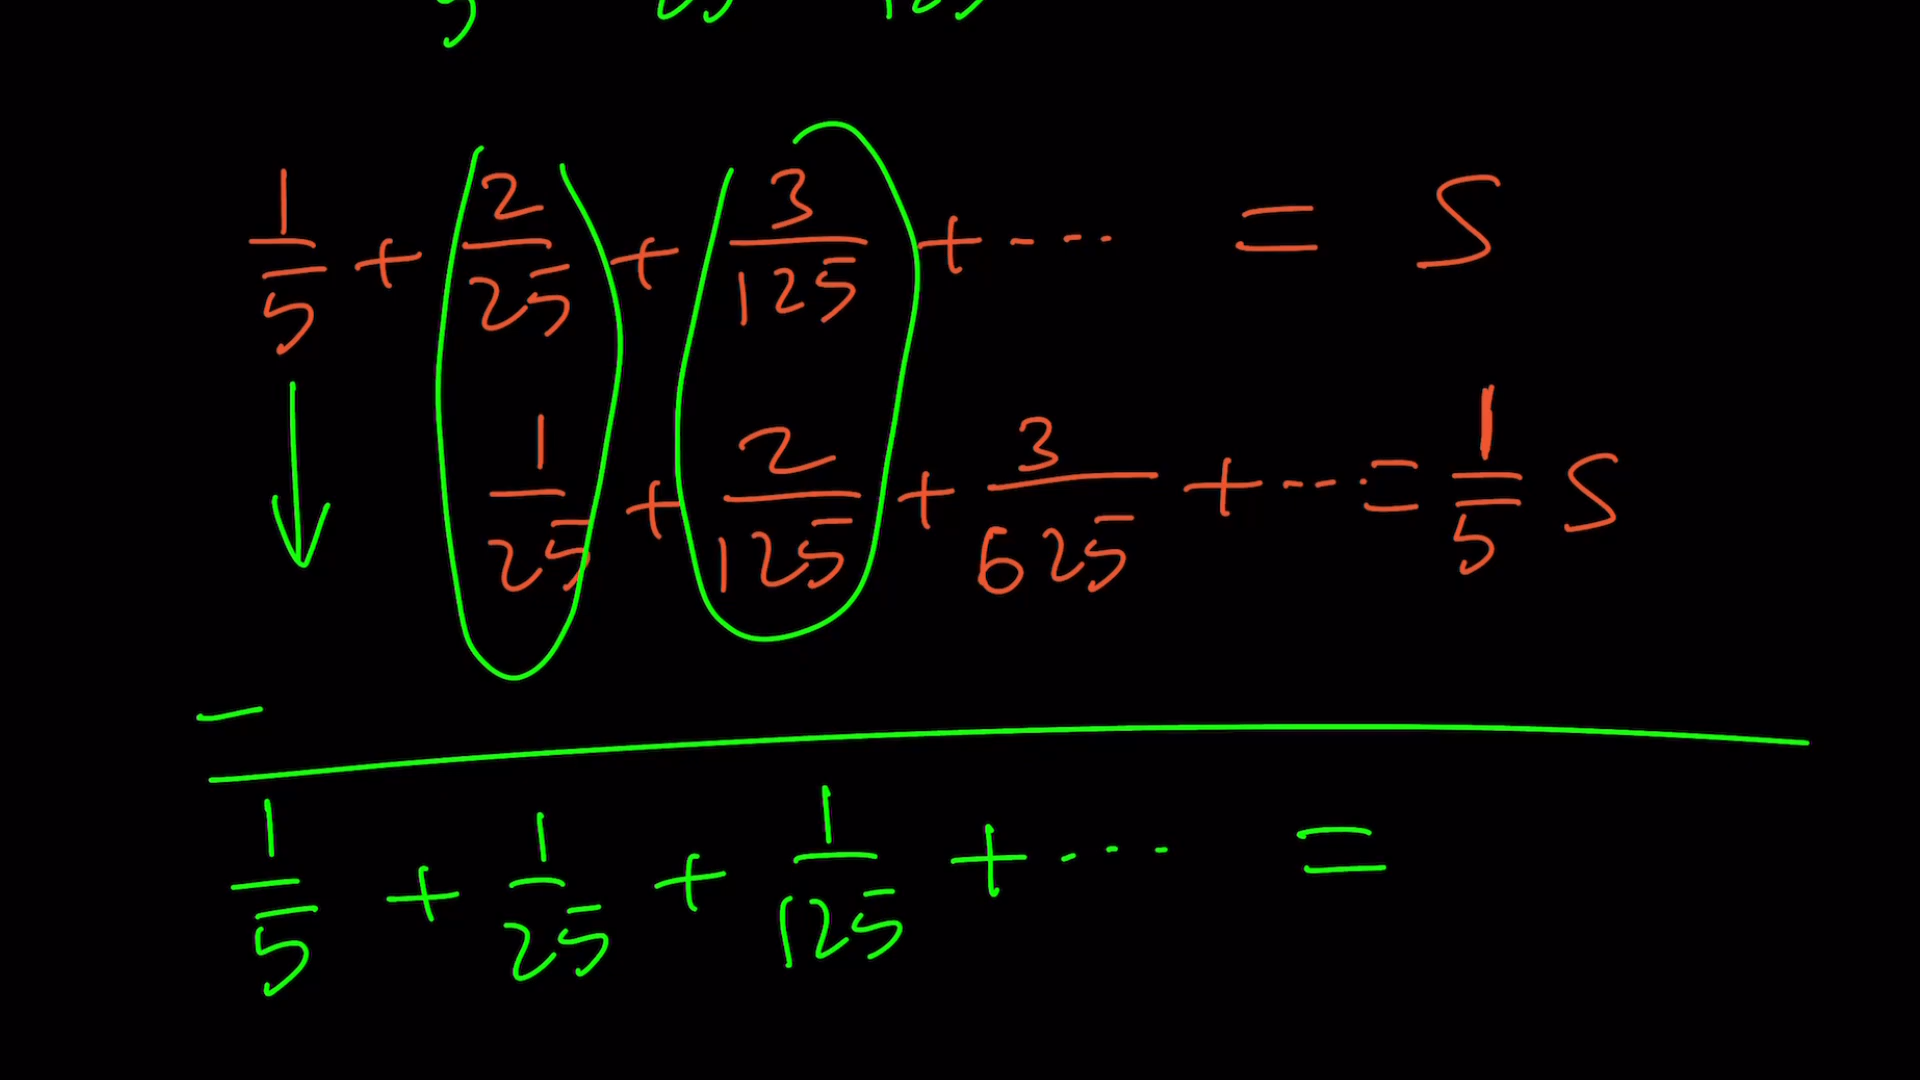 1/5 + 2/25 + 3/125 + ... = S
1/25 + 2/125 + 3/625 + ... = 1/5 S
−
1/5 + 1/25 + 1/125 + ... =